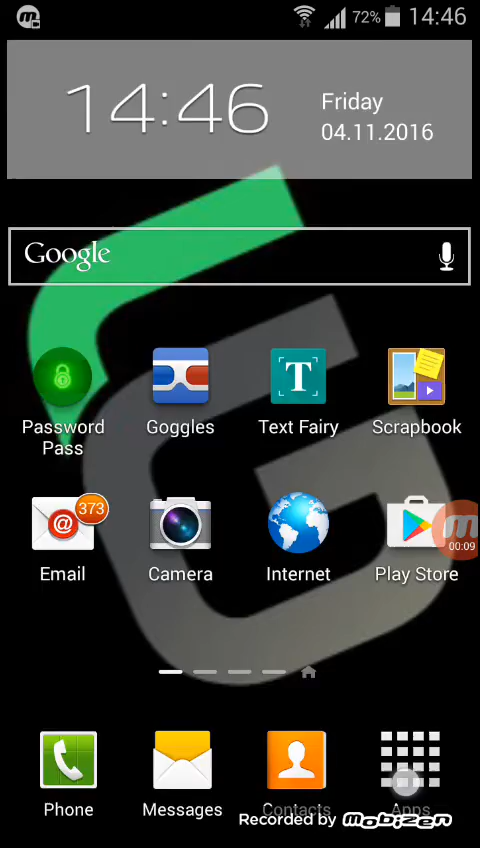 72% 14:46
14:46
Friday
04.11.2016
Google
Password
Pass
Goggles
T
Text Fairy
Scrapbook
@
373
Email
Camera
Internet
Play Store
00:09
Phone
Messages
Contacts
Apps
Recorded by Mobizen